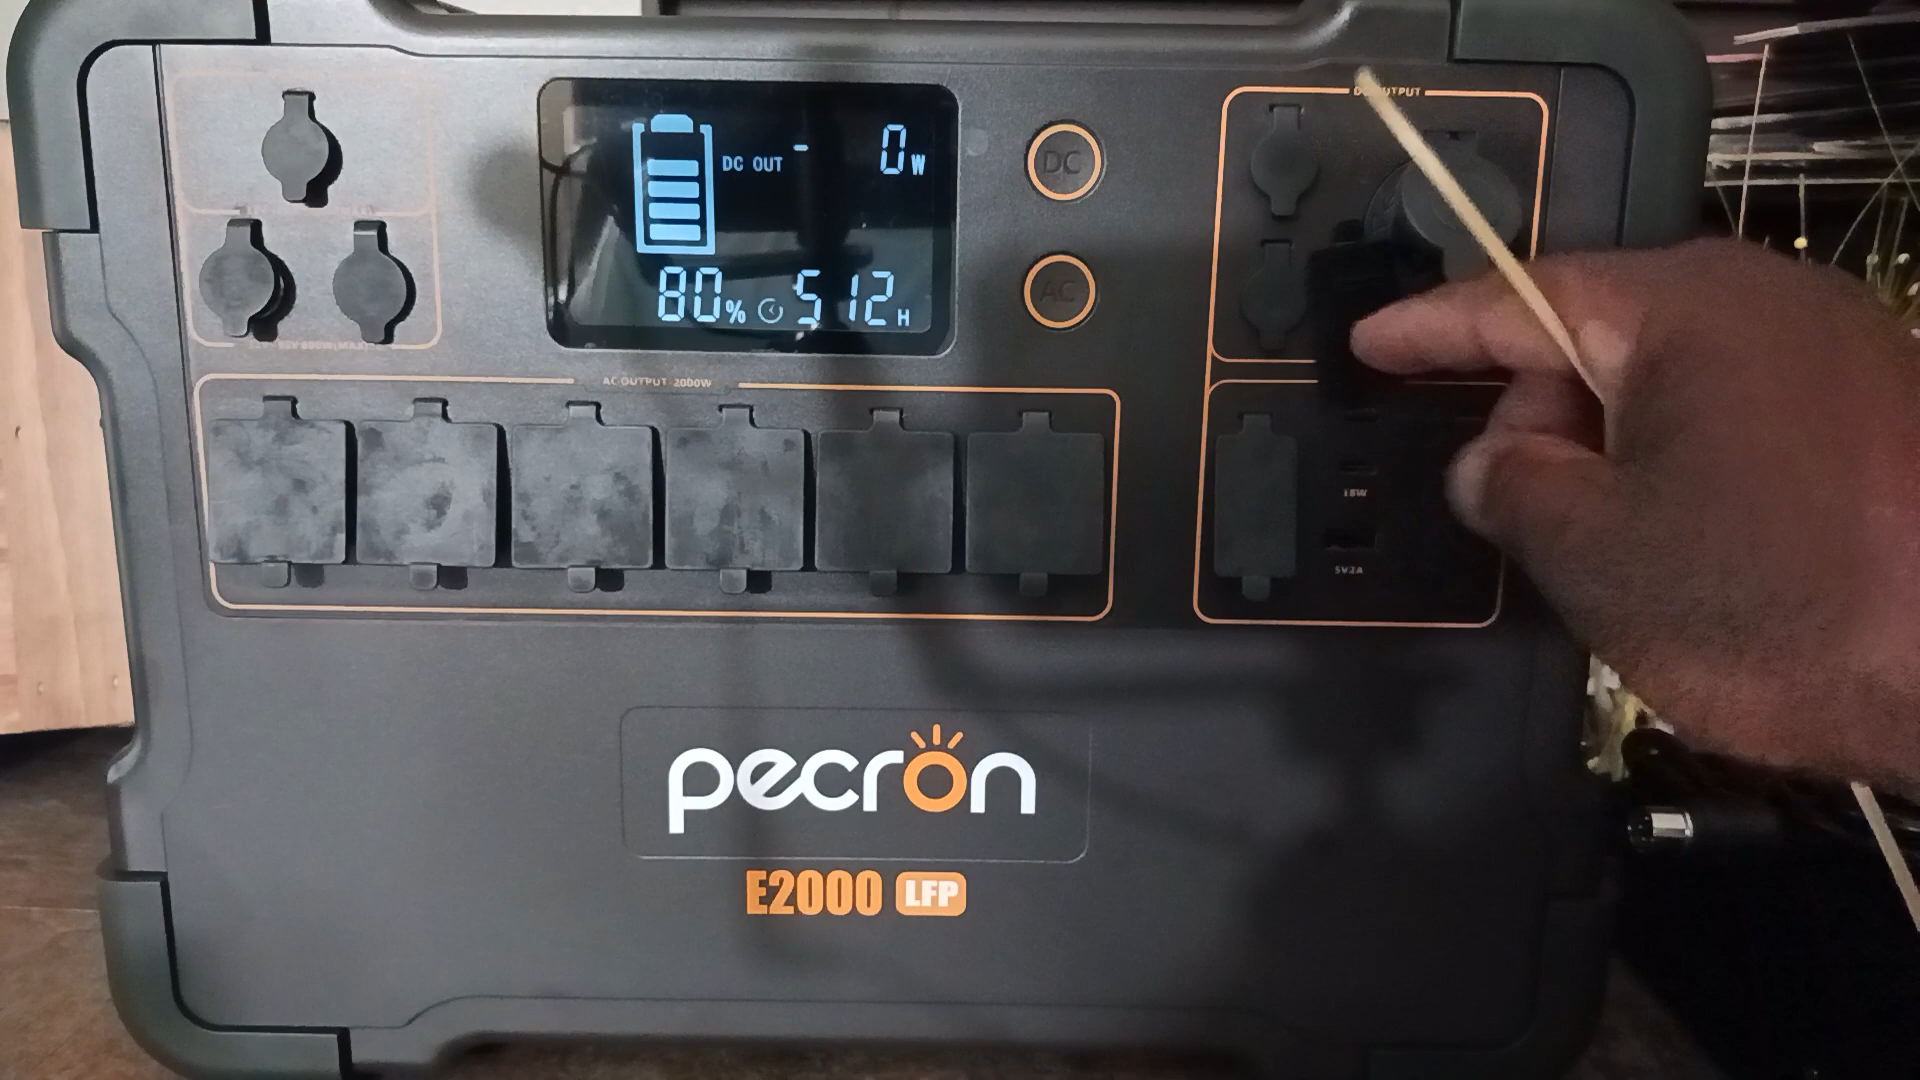 DC OUT - 0W
80% 512H
DC
AC
DC OUTPUT
AC OUTPUT 2000W
18W
5V2A
pecron
E2000 LFP